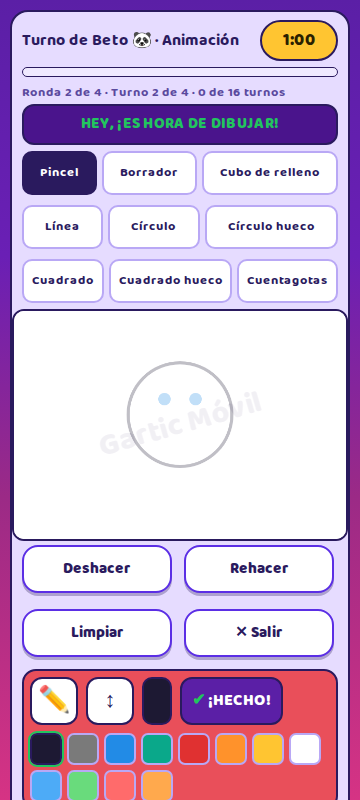 Turno de Beto 🐼 · Animación
1:00
Ronda 2 de 4 · Turno 2 de 4 · 0 de 16 turnos
HEY, ¡ES HORA DE DIBUJAR!
Pincel
Borrador
Cubo de relleno
Línea
Círculo
Círculo hueco
Cuadrado
Cuadrado hueco
Cuentagotas
Gartic Móvil
Deshacer
Rehacer
Limpiar
✕ Salir
✔ ¡HECHO!